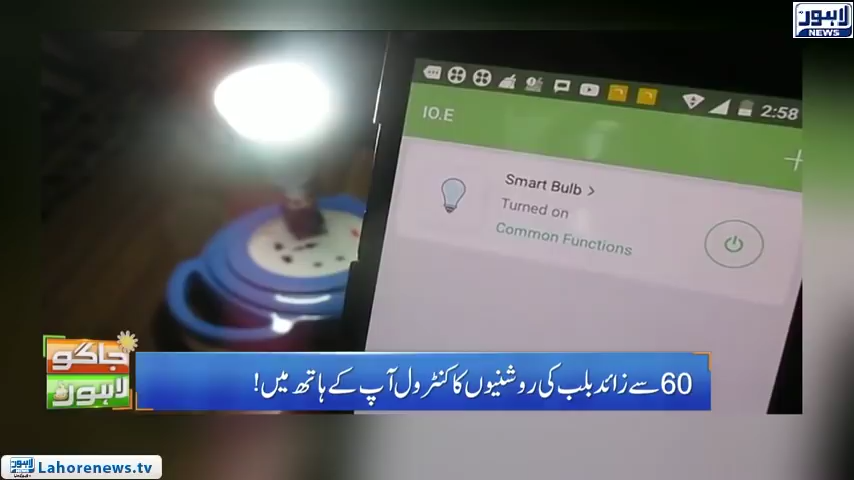 لاہور
NEWS
2:58
IO.E
+
Smart Bulb >
Turned on
Common Functions
جاگو
لاہور
60 سے زائد بلب کی روشنیوں کا کنٹرول آپ کے ہاتھ میں!
Lahorenews.tv